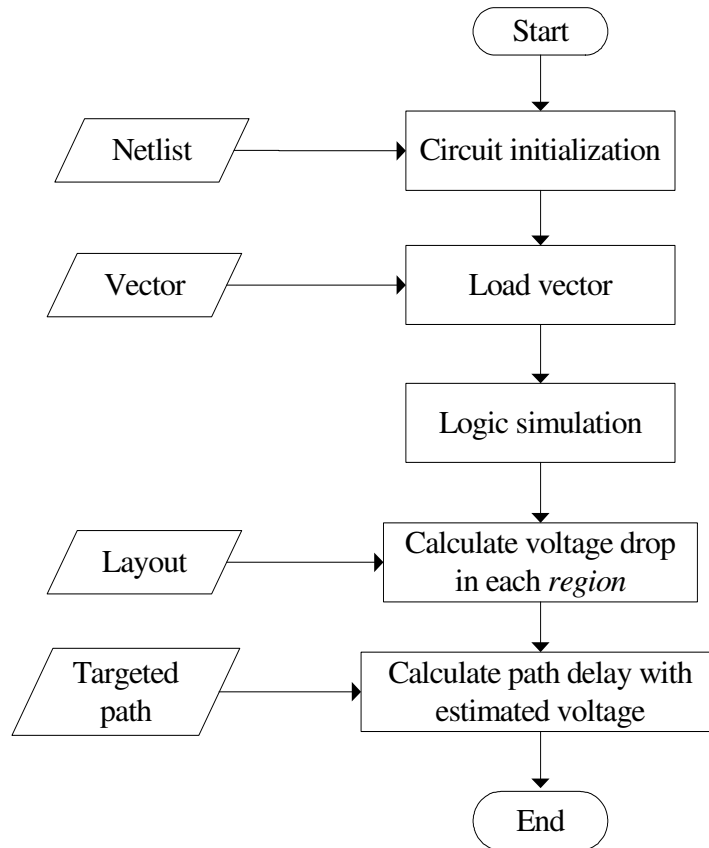 Start
Netlist
Circuit initialization
Vector
Load vector
Logic simulation
Layout
Calculate voltage drop
in each region
Targeted
path
Calculate path delay with
estimated voltage
End